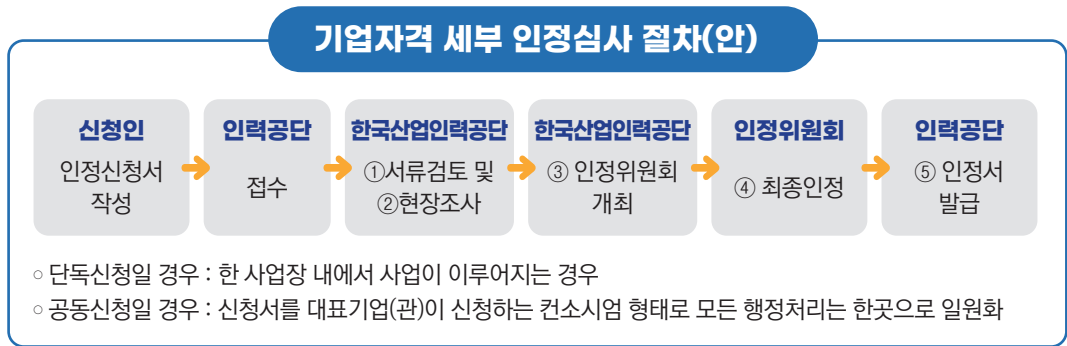 기업자격 세부 인정심사 절차(안)
신청인
인정신청서
작성
인력공단
접수
한국산업인력공단
①서류검토 및
②현장조사
한국산업인력공단
③ 인정위원회
개최
인정위원회
④ 최종인정
인력공단
⑤ 인정서
발급
○ 단독신청일 경우 : 한 사업장 내에서 사업이 이루어지는 경우
○ 공동신청일 경우 : 신청서를 대표기업(관)이 신청하는 컨소시엄 형태로 모든 행정처리는 한곳으로 일원화